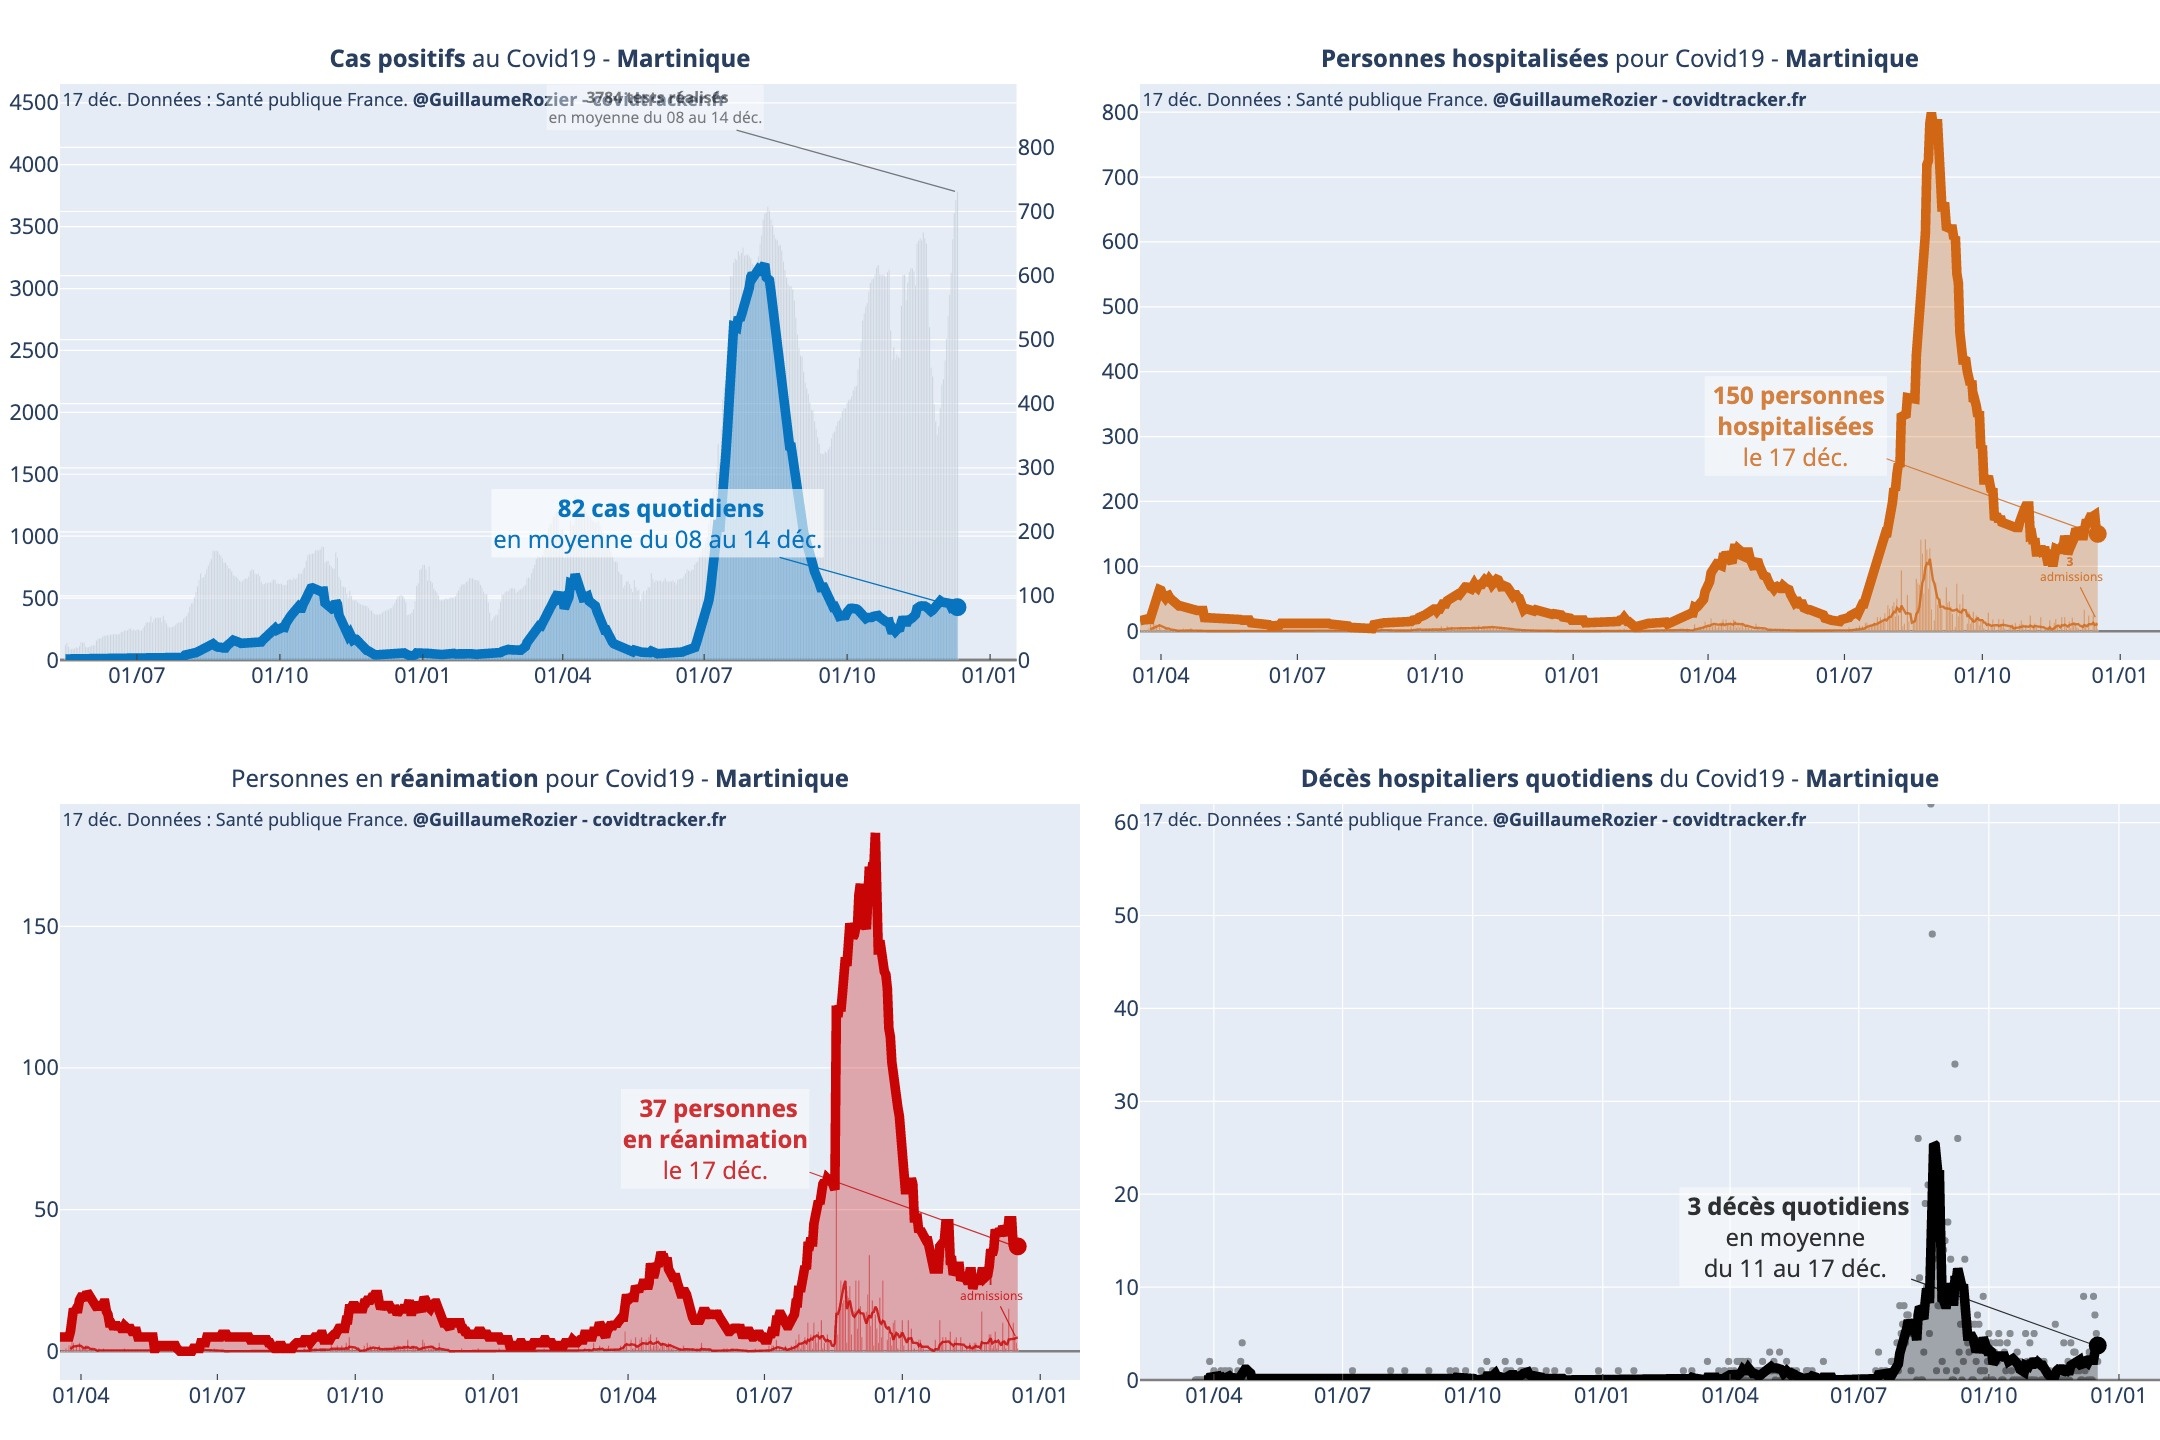 Cas positifs au Covid19 - Martinique
17 déc. Données : Santé publique France. @GuillaumeRozier - covidtracker.fr
3784 tests réalisés
en moyenne du 08 au 14 déc.
4500
4000
3500
3000
2500
2000
1500
1000
500
0
800
700
600
500
400
300
200
100
0
82 cas quotidiens
en moyenne du 08 au 14 déc.
01/07 01/10 01/01 01/04 01/07 01/10 01/01
Personnes hospitalisées pour Covid19 - Martinique
17 déc. Données : Santé publique France. @GuillaumeRozier - covidtracker.fr
800
700
600
500
400
300
200
100
0
150 personnes
hospitalisées
le 17 déc.
3
admissions
01/04 01/07 01/10 01/01 01/04 01/07 01/10 01/01
Personnes en réanimation pour Covid19 - Martinique
17 déc. Données : Santé publique France. @GuillaumeRozier - covidtracker.fr
150
100
50
0
37 personnes
en réanimation
le 17 déc.
admissions
01/04 01/07 01/10 01/01 01/04 01/07 01/10 01/01
Décès hospitaliers quotidiens du Covid19 - Martinique
17 déc. Données : Santé publique France. @GuillaumeRozier - covidtracker.fr
60
50
40
30
20
10
0
3 décès quotidiens
en moyenne
du 11 au 17 déc.
01/04 01/07 01/10 01/01 01/04 01/07 01/10 01/01